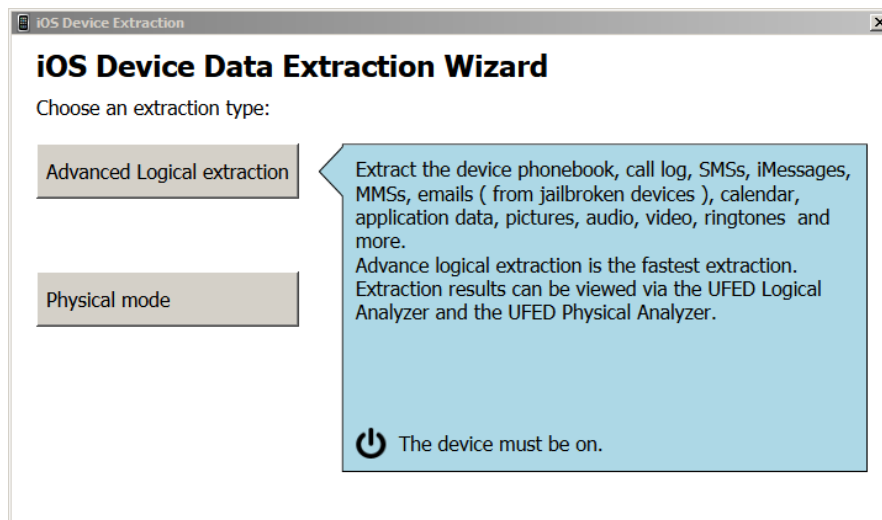 iOS Device Extraction
iOS Device Data Extraction Wizard
Choose an extraction type:
Advanced Logical extraction
Extract the device phonebook, call log, SMSs, iMessages,
MMSs, emails ( from jailbroken devices ), calendar,
application data, pictures, audio, video, ringtones and
more.
Advance logical extraction is the fastest extraction.
Extraction results can be viewed via the UFED Logical
Analyzer and the UFED Physical Analyzer.
Physical mode
The device must be on.